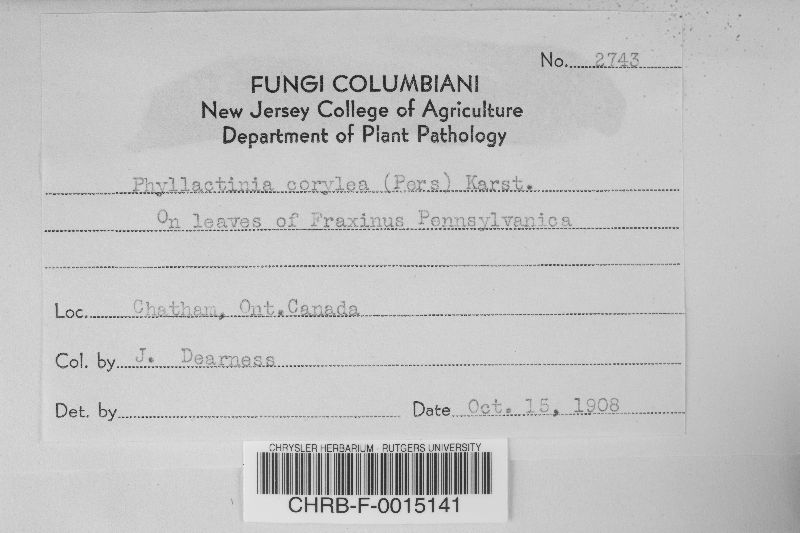 No. 2743
FUNGI COLUMBIANI
New Jersey College of Agriculture
Department of Plant Pathology
Phyllactinia corylea (Pers) Karst.
On leaves of Fraxinus Pennsylvanica
Loc. Chatham, Ont. Canada
Col. by J. Dearness
Det. by
Date Oct. 15, 1908
CHRYSLER HERBARIUM RUTGERS UNIVERSITY
CHRB-F-0015141